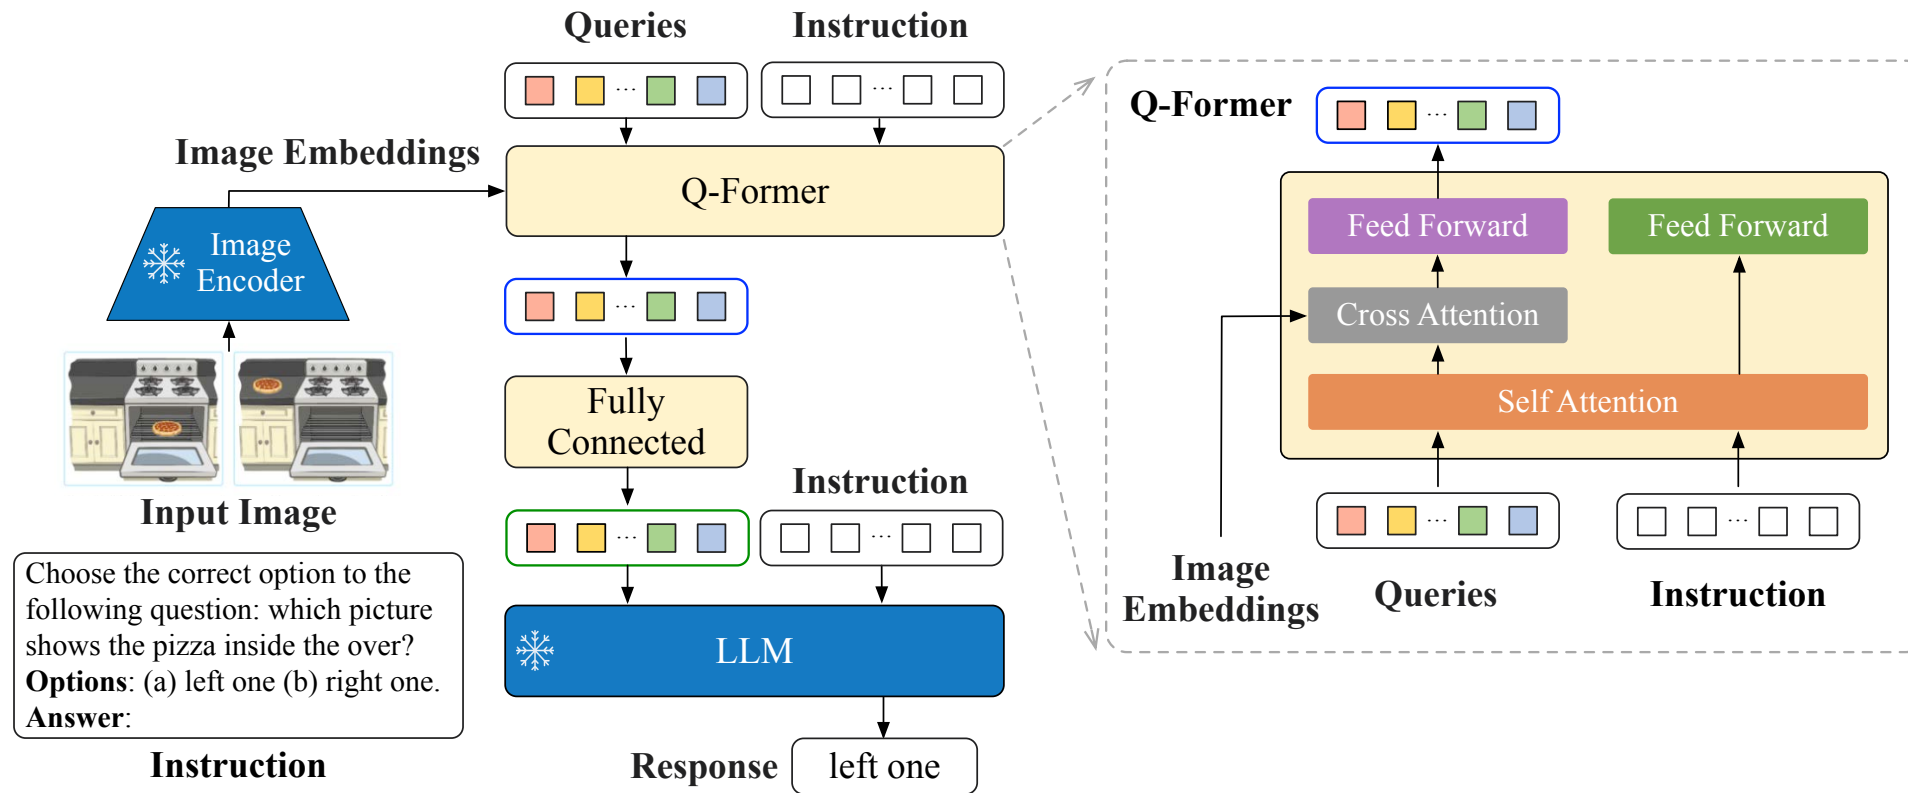 Queries
Instruction
Image Embeddings
Q-Former
Image
Encoder
Input Image
Fully
Connected
Instruction
Choose the correct option to the
following question: which picture
shows the pizza inside the over?
Options: (a) left one (b) right one.
Answer:
Instruction
LLM
Response
left one
Q-Former
Feed Forward
Feed Forward
Cross Attention
Self Attention
Image
Embeddings
Queries
Instruction